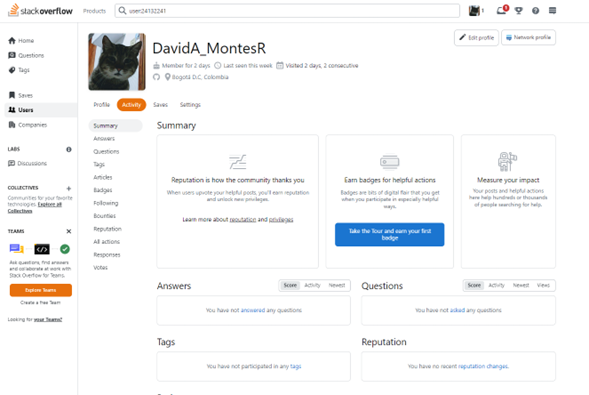 stackoverflow
Products
user:24132241
1
Home
Questions
Tags
Saves
Users
Companies
LABS
Discussions
COLLECTIVES
Communities for your favorite
technologies. Explore all
Collectives
TEAMS
Ask questions, find answers
and collaborate at work with
Stack Overflow for Teams.
Explore Teams
Create a free Team
Looking for your Teams?
DavidA_MontesR
Member for 2 days
Last seen this week
Visited 2 days, 2 consecutive
Bogotá D.C, Colombia
Edit profile
Network profile
Profile
Activity
Saves
Settings
Summary
Answers
Questions
Tags
Articles
Badges
Following
Bounties
Reputation
All actions
Responses
Votes
Summary
Reputation is how the community thanks you
When users upvote your helpful posts, you'll earn reputation
and unlock new privileges.
Learn more about reputation and privileges
Earn badges for helpful actions
Badges are bits of digital flair that you get
when you participate in especially helpful
ways.
Take the Tour and earn your first
badge
Measure your impact
Your posts and helpful actions
here help hundreds or thousands
of people searching for help.
Answers
Score
Activity
Newest
You have not answered any questions
Questions
Score
Activity
Newest
Views
You have not asked any questions
Tags
You have not participated in any tags
Reputation
You have no recent reputation changes.